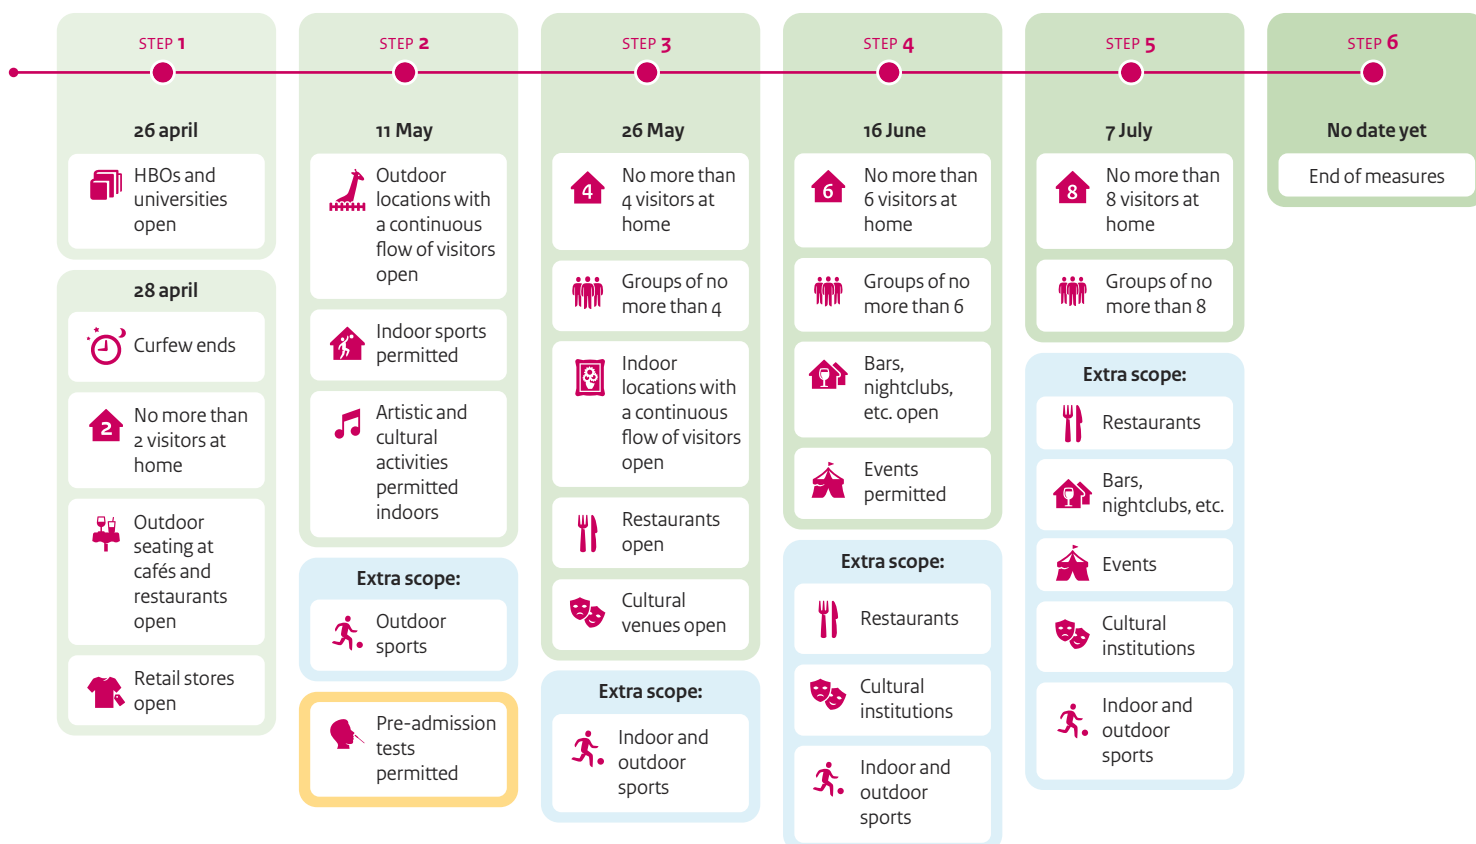 STEP 1
26 april
HBOs and
universities
open
28 april
Curfew ends
2
No more than
2 visitors at
home
Outdoor
seating at
cafés and
restaurants
open
Retail stores
open
STEP 2
11 May
Outdoor
locations with
a continuous
flow of visitors
open
Indoor sports
permitted
Artistic and
cultural
activities
permitted
indoors
Extra scope:
Outdoor
sports
Pre-admission
tests
permitted
STEP 3
26 May
4
No more than
4 visitors at
home
Groups of no
more than 4
Indoor
locations with
a continuous
flow of visitors
open
Restaurants
open
Cultural
venues open
Extra scope:
Indoor and
outdoor
sports
STEP 4
16 June
6
No more than
6 visitors at
home
Groups of no
more than 6
Bars,
nightclubs,
etc. open
Events
permitted
Extra scope:
Restaurants
Cultural
institutions
Indoor and
outdoor
sports
STEP 5
7 July
8
No more than
8 visitors at
home
Groups of no
more than 8
Extra scope:
Restaurants
Bars,
nightclubs, etc.
Events
Cultural
institutions
Indoor and
outdoor
sports
STEP 6
No date yet
End of measures